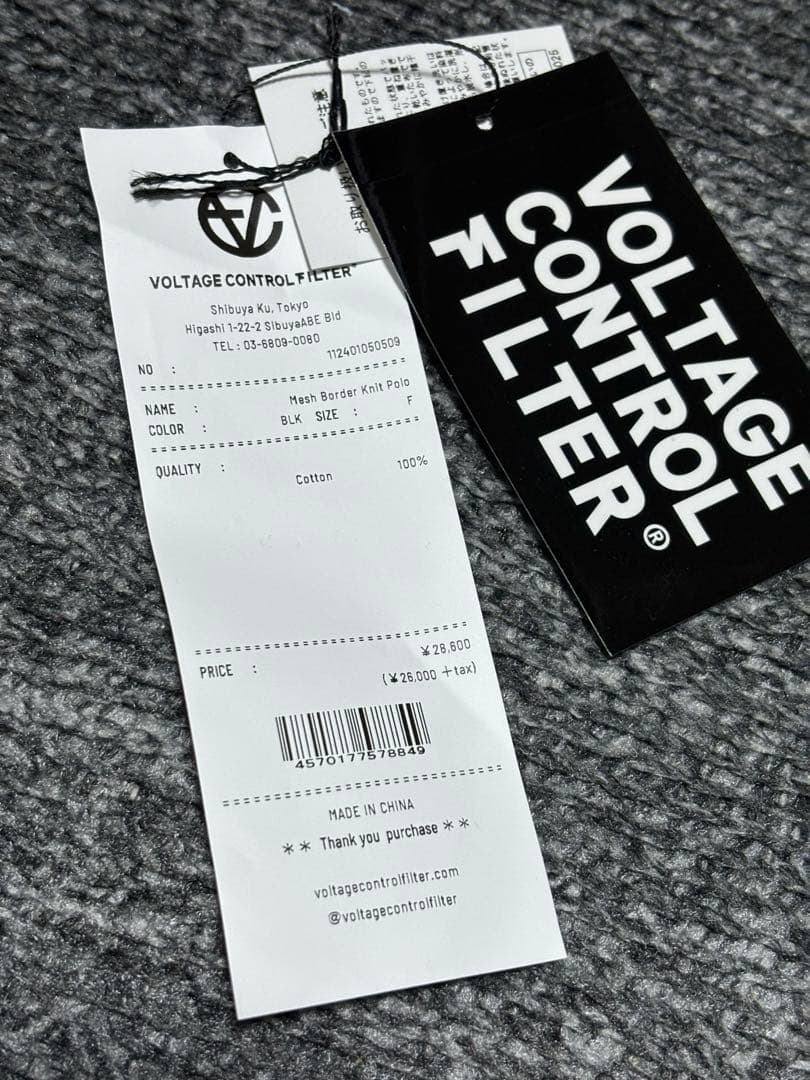 VOLTAGE CONTROL FILTER
Shibuya Ku, Tokyo
Higashi 1-22-2 SibuyaABE Bld
TEL : 03-6809-0080
NO : 112401050509
NAME : Mesh Border Knit Polo
COLOR : BLK SIZE : F
QUALITY :
Cotton 100%
PRICE : ¥28,600
(¥26,000 +tax)
4570177578849
MADE IN CHINA
** Thank you purchase **
voltagecontrolfilter.com
@voltagecontrolfilter
VOLTAGE
CONTROL
FILTER®
025